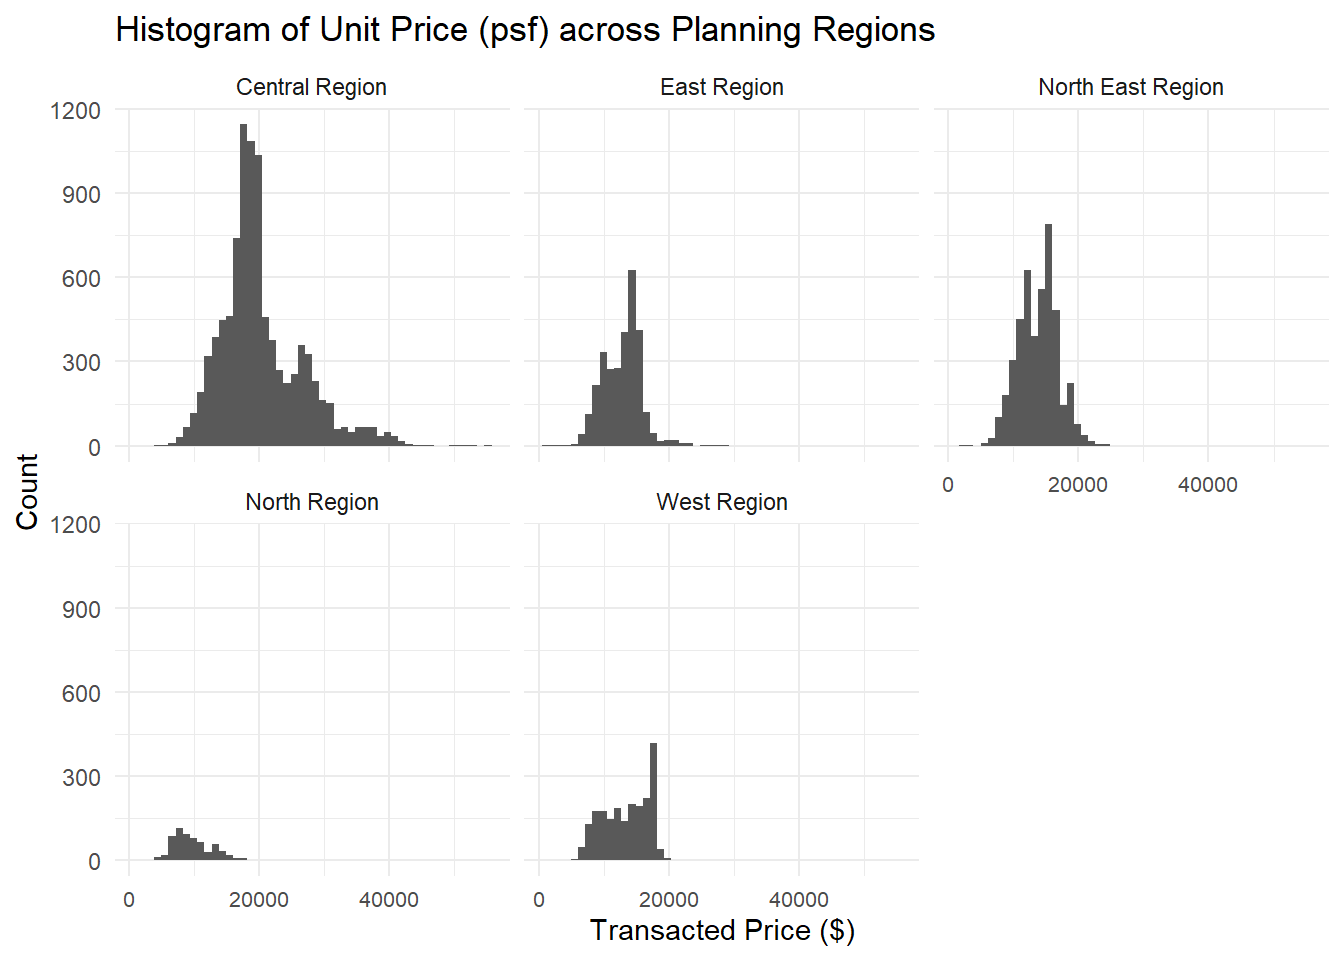 Histogram of Unit Price (psf) across Planning Regions
Central Region
East Region
North East Region
1200
900
600
300
0
0 20000 40000
North Region
West Region
1200
900
600
300
0
0 20000 40000
0 20000 40000
Count
Transacted Price ($)